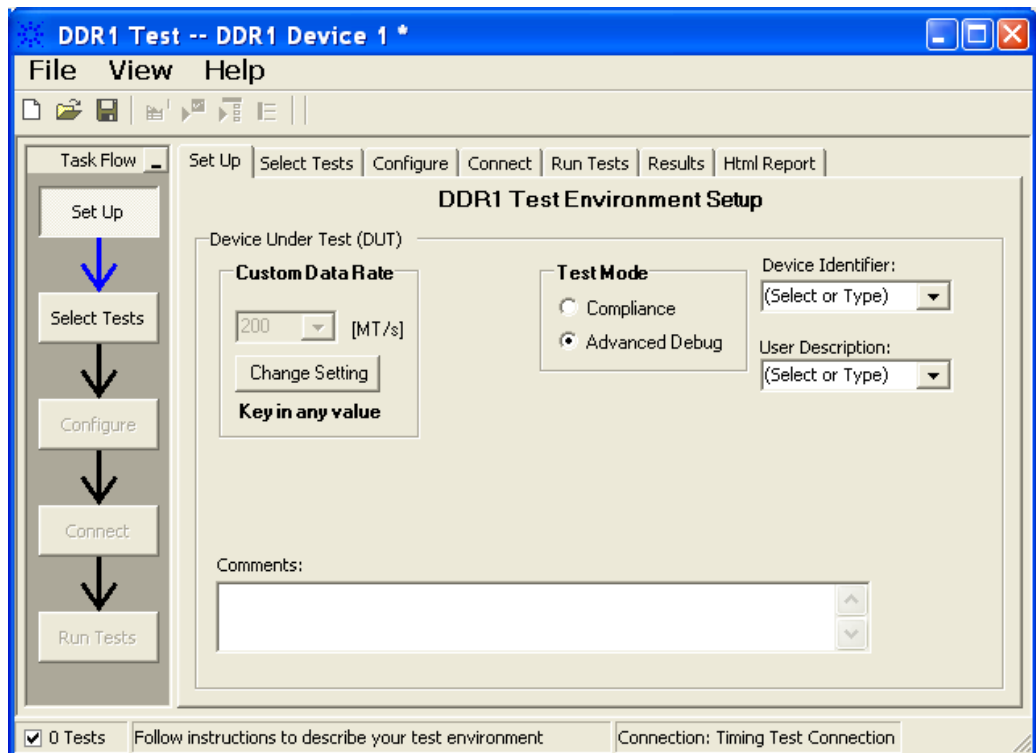 DDR1 Test -- DDR1 Device 1 *
File View Help
Task Flow
Set Up
Select Tests
Configure
Connect
Run Tests
Set Up Select Tests Configure Connect Run Tests Results Html Report
DDR1 Test Environment Setup
Device Under Test (DUT)
Custom Data Rate
200 [MT/s]
Change Setting
Key in any value
Test Mode
Compliance
Advanced Debug
Device Identifier:
(Select or Type)
User Description:
(Select or Type)
Comments:
0 Tests Follow instructions to describe your test environment Connection: Timing Test Connection